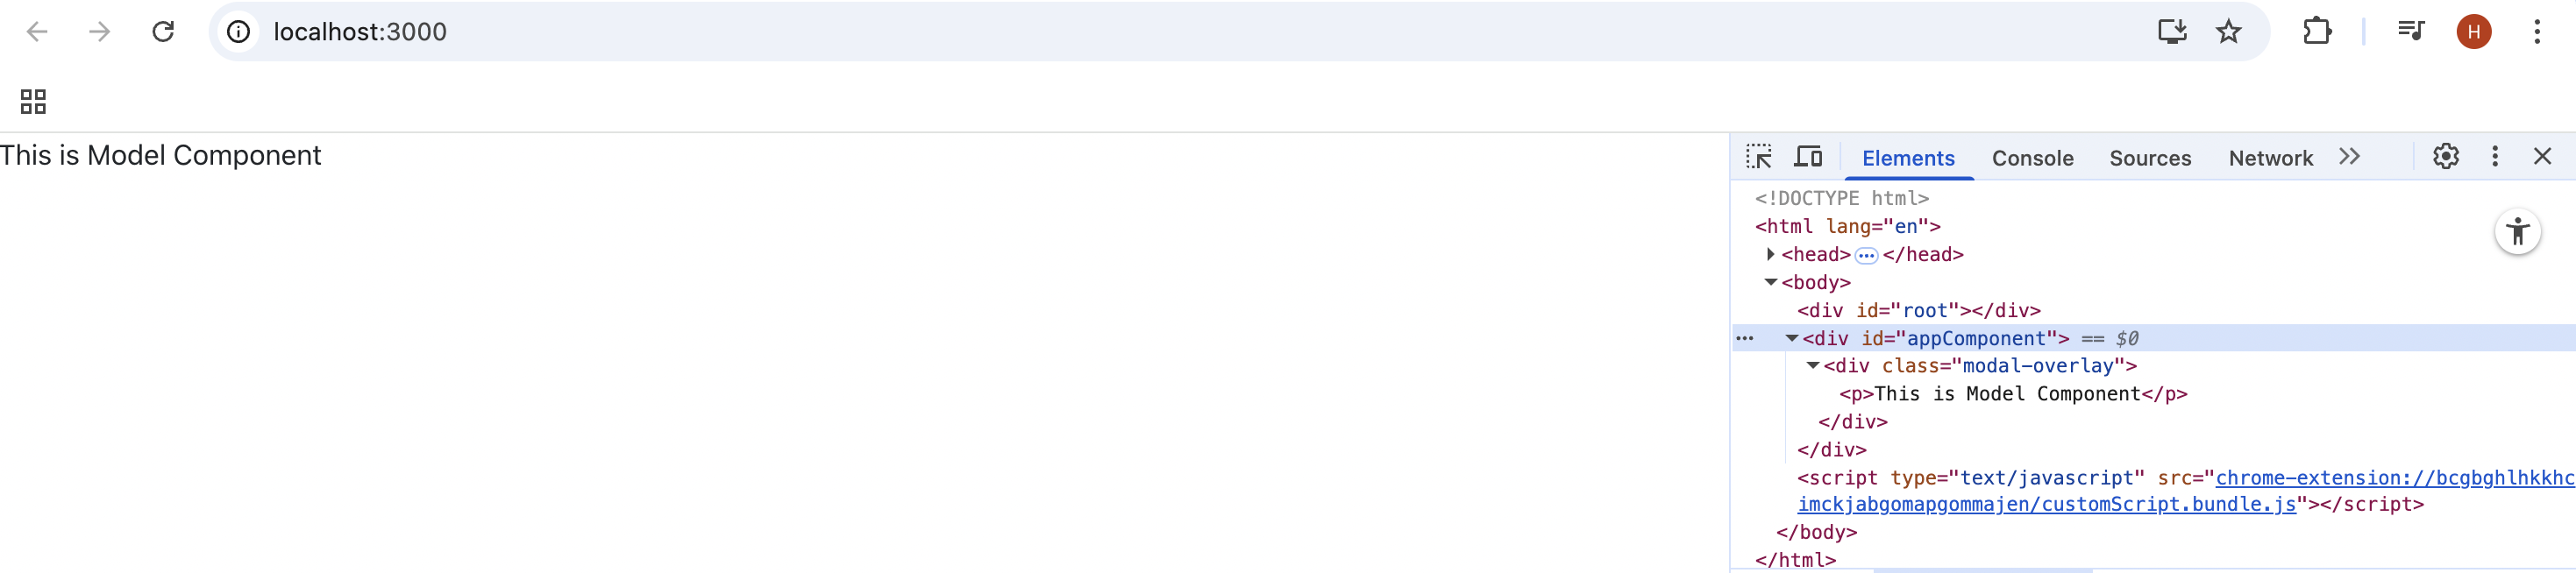 localhost:3000
H
This is Model Component
Elements Console Sources Network
<!DOCTYPE html>
<html lang="en">
<head>
</head>
<body>
<div id="root"></div>
<div id="appComponent"> == $0
<div class="modal-overlay">
<p>This is Model Component</p>
</div>
</div>
<script type="text/javascript" src="chrome-extension://bcgbghlhkkhc
imckjabgomapgommajen/customScript.bundle.js"></script>
</body>
</html>